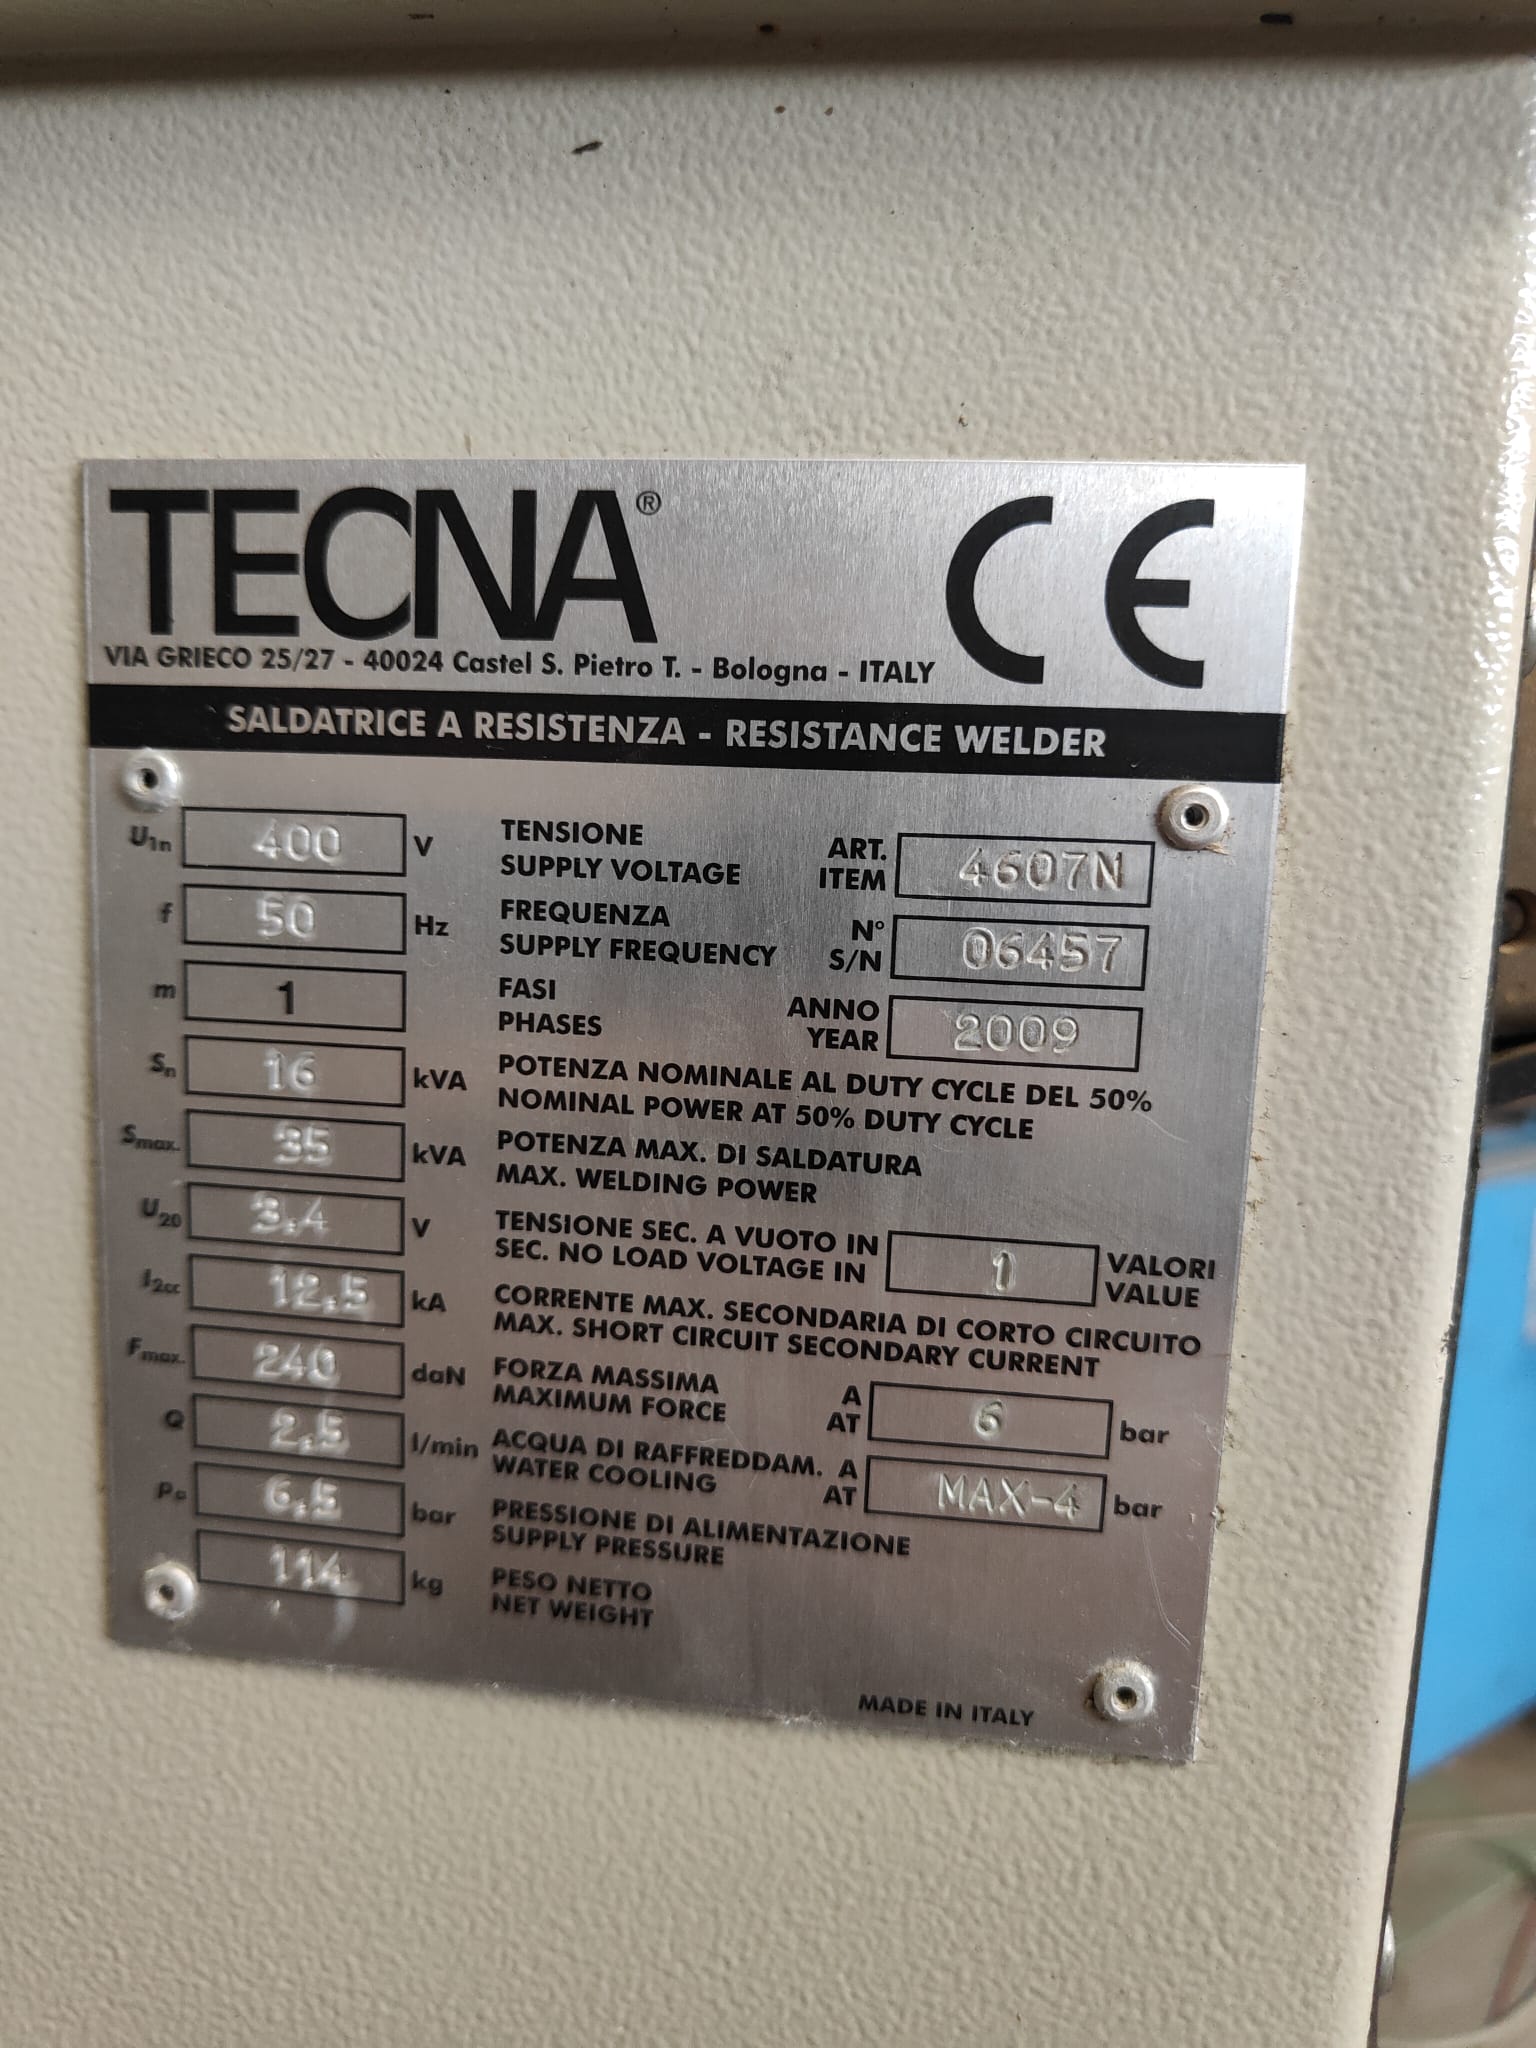 TECNA® CE
VIA GRIECO 25/27 - 40024 Castel S. Pietro T. - Bologna - ITALY
SALDATRICE A RESISTENZA - RESISTANCE WELDER
U1n 400 V TENSIONE
SUPPLY VOLTAGE
ART.
ITEM 4607N
f 50 Hz FREQUENZA
SUPPLY FREQUENCY
N°
S/N 06457
m 1 FASI
PHASES
ANNO
YEAR 2009
Sn 16 kVA POTENZA NOMINALE AL DUTY CYCLE DEL 50%
NOMINAL POWER AT 50% DUTY CYCLE
Smax. 35 kVA POTENZA MAX. DI SALDATURA
MAX. WELDING POWER
U20 3.4 V TENSIONE SEC. A VUOTO IN
SEC. NO LOAD VOLTAGE IN
1 VALORI
VALUE
I2cc 12.5 kA CORRENTE MAX. SECONDARIA DI CORTO CIRCUITO
MAX. SHORT CIRCUIT SECONDARY CURRENT
Fmax. 240 daN FORZA MASSIMA
MAXIMUM FORCE
A
AT 6 bar
Q 2.5 l/min ACQUA DI RAFFREDDAM.
WATER COOLING
A
AT MAX-4 bar
Po 6.5 bar PRESSIONE DI ALIMENTAZIONE
SUPPLY PRESSURE
114 kg PESO NETTO
NET WEIGHT
MADE IN ITALY